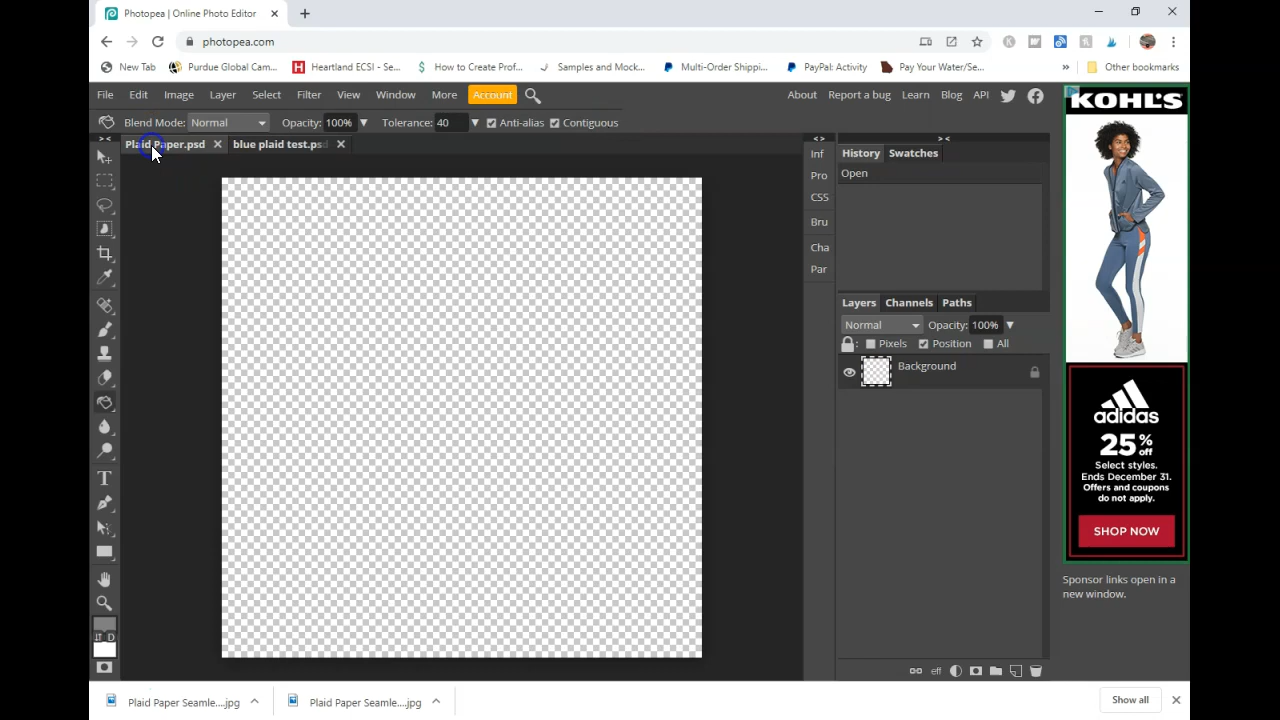 Photopea | Online Photo Editor
photopea.com
New Tab Purdue Global Cam... Heartland ECSI - Se... How to Create Prof... Samples and Mock... Multi-Order Shippi... PayPal: Activity Pay Your Water/Se... » Other bookmarks
File Edit Image Layer Select Filter View Window More Account About Report a bug Learn Blog API
Blend Mode: Normal Opacity: 100% Tolerance: 40 Anti-alias Contiguous
Plaid Paper.psd blue plaid test.psd
Inf
Pro
CSS
Bru
Cha
Par
History Swatches
Open
Layers Channels Paths
Normal Opacity: 100%
Pixels Position All
Background
eff
T
D
KOHL'S
adidas
25% off
Select styles.
Ends December 31.
Offers and coupons
do not apply.
SHOP NOW
Sponsor links open in a
new window.
Plaid Paper Seamle....jpg Plaid Paper Seamle....jpg Show all